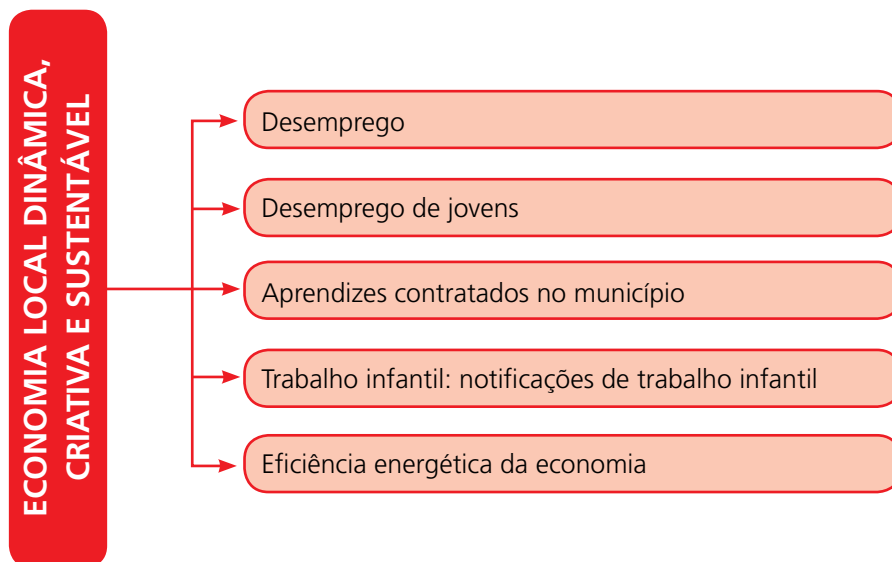 ECONOMIA LOCAL DINÂMICA,
CRIATIVA E SUSTENTÁVEL
Desemprego
Desemprego de jovens
Aprendizes contratados no município
Trabalho infantil: notificações de trabalho infantil
Eficiência energética da economia